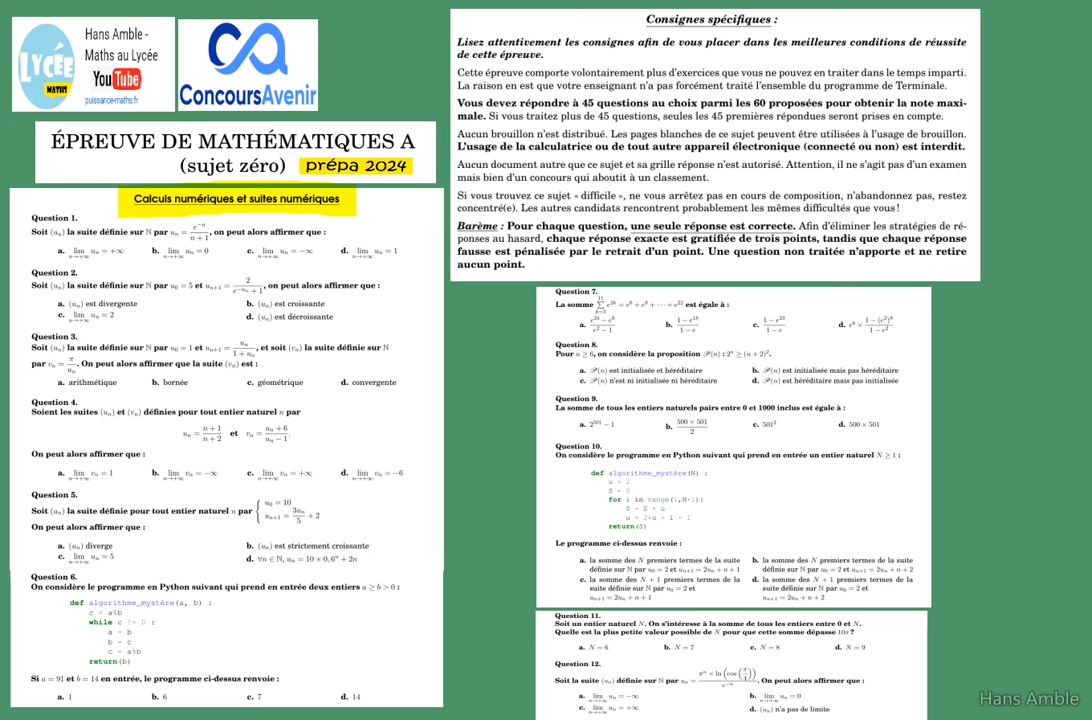 LYCÉE
MATHS
Hans Amble -
Maths au Lycée
YouTube
puissance-maths.fr
ConcoursAvenir
ÉPREUVE DE MATHÉMATIQUES A
(sujet zéro) prépa 2024
Calculs numériques et suites numériques
Question 1.
Soit (uₙ) la suite définie sur ℕ par uₙ = e⁻ⁿ/(n+1), on peut alors affirmer que :
a. lim n→+∞ uₙ = +∞ b. lim n→+∞ uₙ = 0 c. lim n→+∞ uₙ = −∞ d. lim n→+∞ uₙ = 1
Question 2.
Soit (uₙ) la suite définie sur ℕ par u₀ = 5 et uₙ₊₁ = 2/(e^(−uₙ) + 1), on peut alors affirmer que :
a. (uₙ) est divergente b. (uₙ) est croissante
c. lim n→+∞ uₙ = 2 d. (uₙ) est décroissante
Question 3.
Soit (uₙ) la suite définie sur ℕ par u₀ = 1 et uₙ₊₁ = uₙ/(1 + uₙ), et soit (vₙ) la suite définie sur ℕ
par vₙ = π/uₙ. On peut alors affirmer que la suite (vₙ) est :
a. arithmétique b. bornée c. géométrique d. convergente
Question 4.
Soient les suites (uₙ) et (vₙ) définies pour tout entier naturel n par
uₙ = (n+1)/(n+2) et vₙ = (uₙ+6)/(uₙ−1).
On peut alors affirmer que :
a. lim n→+∞ vₙ = 1 b. lim n→+∞ vₙ = −∞ c. lim n→+∞ vₙ = +∞ d. lim n→+∞ vₙ = −6
Question 5.
Soit (uₙ) la suite définie pour tout entier naturel n par { u₀ = 10
uₙ₊₁ = 3uₙ/5 + 2
On peut alors affirmer que :
a. (uₙ) diverge b. (uₙ) est strictement croissante
c. lim n→+∞ uₙ = 5 d. ∀n ∈ ℕ, uₙ = 10 × 0,6ⁿ + 2n
Question 6.
On considère le programme en Python suivant qui prend en entrée deux entiers a ≥ b > 0 :
def algorithme_mystère(a, b) :
c = a%b
while c != 0 :
a = b
b = c
c = a%b
return(b)
Si a = 91 et b = 14 en entrée, le programme ci-dessus renvoie :
a. 1 b. 6 c. 7 d. 14
Consignes spécifiques :
Lisez attentivement les consignes afin de vous placer dans les meilleures conditions de réussite
de cette épreuve.
Cette épreuve comporte volontairement plus d'exercices que vous ne pouvez en traiter dans le temps imparti.
La raison en est que votre enseignant n'a pas forcément traité l'ensemble du programme de Terminale.
Vous devez répondre à 45 questions au choix parmi les 60 proposées pour obtenir la note maxi-
male. Si vous traitez plus de 45 questions, seules les 45 premières répondues seront prises en compte.
Aucun brouillon n'est distribué. Les pages blanches de ce sujet peuvent être utilisées à l'usage de brouillon.
L'usage de la calculatrice ou de tout autre appareil électronique (connecté ou non) est interdit.
Aucun document autre que ce sujet et sa grille réponse n'est autorisé. Attention, il ne s'agit pas d'un examen
mais bien d'un concours qui aboutit à un classement.
Si vous trouvez ce sujet « difficile », ne vous arrêtez pas en cours de composition, n'abandonnez pas, restez
concentré(e). Les autres candidats rencontrent probablement les mêmes difficultés que vous !
Barème : Pour chaque question, une seule réponse est correcte. Afin d'éliminer les stratégies de ré-
ponses au hasard, chaque réponse exacte est gratifiée de trois points, tandis que chaque réponse
fausse est pénalisée par le retrait d'un point. Une question non traitée n'apporte et ne retire
aucun point.
Question 7.
La somme ∑ k=3 11 e²ᵏ = e⁶ + e⁸ + ··· + e²² est égale à :
a. (e²⁴ − e⁶)/(e² − 1) b. (1 − e¹⁸)/(1 − e) c. (1 − e²³)/(1 − e) d. e⁶ × (1 − (e²)⁸)/(1 − e²)
Question 8.
Pour n ≥ 6, on considère la proposition 𝒫(n) : 2ⁿ ≥ (n + 2)².
a. 𝒫(n) est initialisée et héréditaire b. 𝒫(n) est initialisée mais pas héréditaire
c. 𝒫(n) n'est ni initialisée ni héréditaire d. 𝒫(n) est héréditaire mais pas initialisée
Question 9.
La somme de tous les entiers naturels pairs entre 0 et 1000 inclus est égale à :
a. 2⁵⁰¹ − 1 b. (500 × 501)/2 c. 501² d. 500 × 501
Question 10.
On considère le programme en Python suivant qui prend en entrée un entier naturel N ≥ 1 :
def algorithme_mystère(N) :
u = 2
S = 0
for i in range(1,N+1):
S = S + u
u = 2*u + i + 1
return(S)
Le programme ci-dessus renvoie :
a. la somme des N premiers termes de la suite b. la somme des N premiers termes de la suite
définie sur ℕ par u₀ = 2 et uₙ₊₁ = 2uₙ + n + 1 définie sur ℕ par u₀ = 2 et uₙ₊₁ = 2uₙ + n + 2
c. la somme des N + 1 premiers termes de la d. la somme des N + 1 premiers termes de la
suite définie sur ℕ par u₀ = 2 et suite définie sur ℕ par u₀ = 2 et
uₙ₊₁ = 2uₙ + n + 1 uₙ₊₁ = 2uₙ + n + 2
Question 11.
Soit un entier naturel N. On s'intéresse à la somme de tous les entiers entre 0 et N.
Quelle est la plus petite valeur possible de N pour que cette somme dépasse 10π ?
a. N = 6 b. N = 7 c. N = 8 d. N = 9
Question 12.
Soit la suite (uₙ) définie sur ℕ par uₙ = (πⁿ × ln(cos(π/4)))/e⁻ⁿ. On peut alors affirmer que :
a. lim n→+∞ uₙ = −∞ b. lim n→+∞ uₙ = 0
c. lim n→+∞ uₙ = +∞ d. (uₙ) n'a pas de limite
Hans Amble